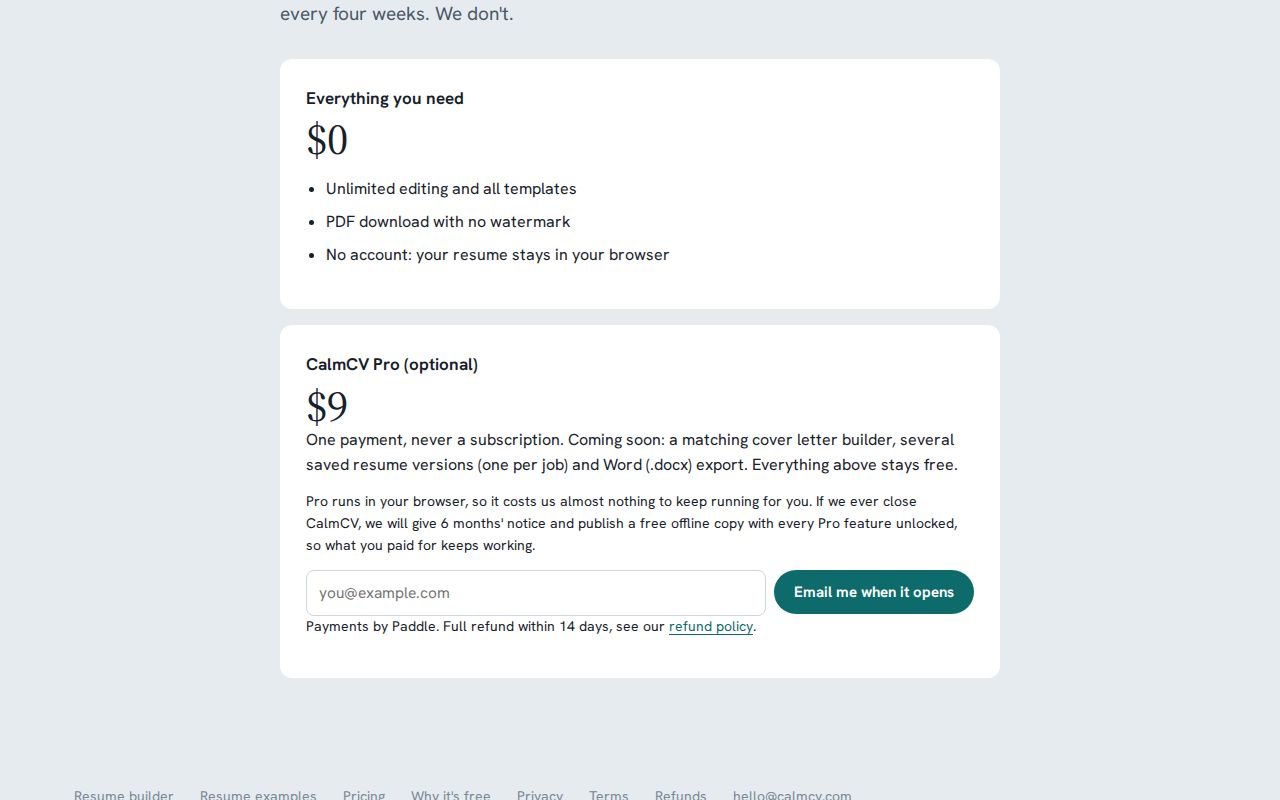 every four weeks. We don't.
Everything you need
$0
Unlimited editing and all templates
PDF download with no watermark
No account: your resume stays in your browser
CalmCV Pro (optional)
$9
One payment, never a subscription. Coming soon: a matching cover letter builder, several
saved resume versions (one per job) and Word (.docx) export. Everything above stays free.
Pro runs in your browser, so it costs us almost nothing to keep running for you. If we ever close
CalmCV, we will give 6 months' notice and publish a free offline copy with every Pro feature unlocked,
so what you paid for keeps working.
you@example.com
Email me when it opens
Payments by Paddle. Full refund within 14 days, see our refund policy.
Resume builder Resume examples Pricing Why it's free Privacy Terms Refunds hello@calmcv.com